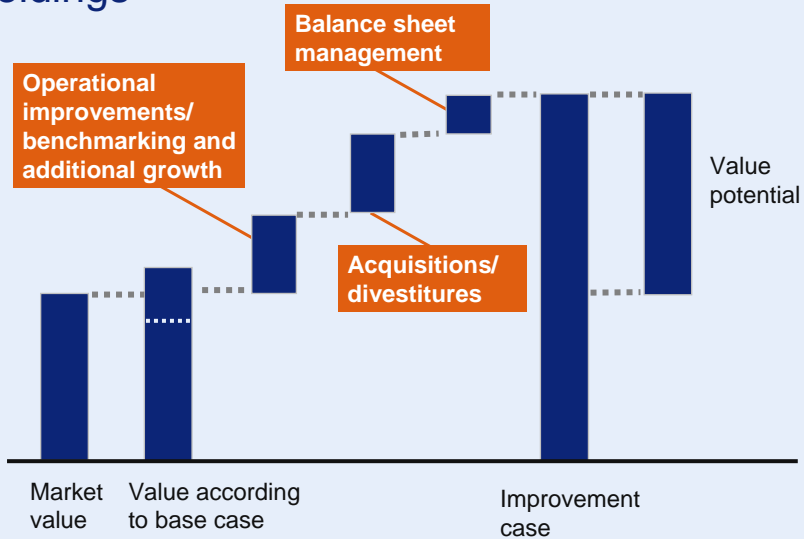 Balance sheet
management
Operational
improvements/
benchmarking and
additional growth
Value
potential
Acquisitions/
divestitures
Market
value
Value according
to base case
Improvement
case